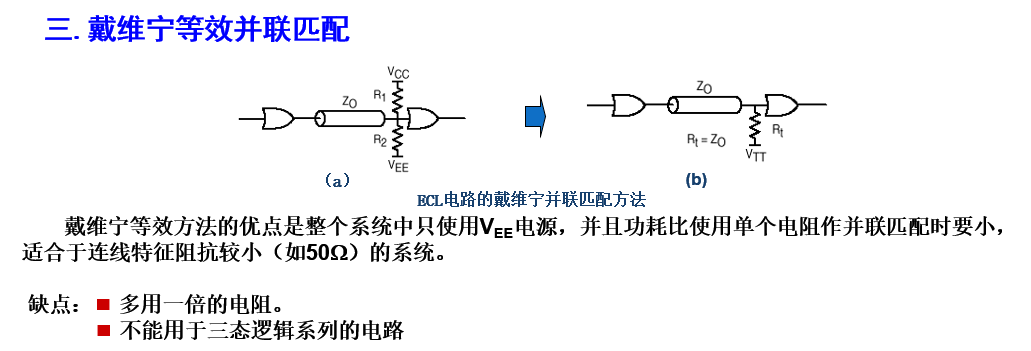 三. 戴维宁等效并联匹配
VCC
R1
ZO
R2
VEE
(a)
ZO
Rt
Rt = ZO
VTT
(b)
ECL电路的戴维宁并联匹配方法
戴维宁等效方法的优点是整个系统中只使用VEE电源，并且功耗比使用单个电阻作并联匹配时要小，
适合于连线特征阻抗较小（如50Ω）的系统。
缺点： ■ 多用一倍的电阻。
■ 不能用于三态逻辑系列的电路